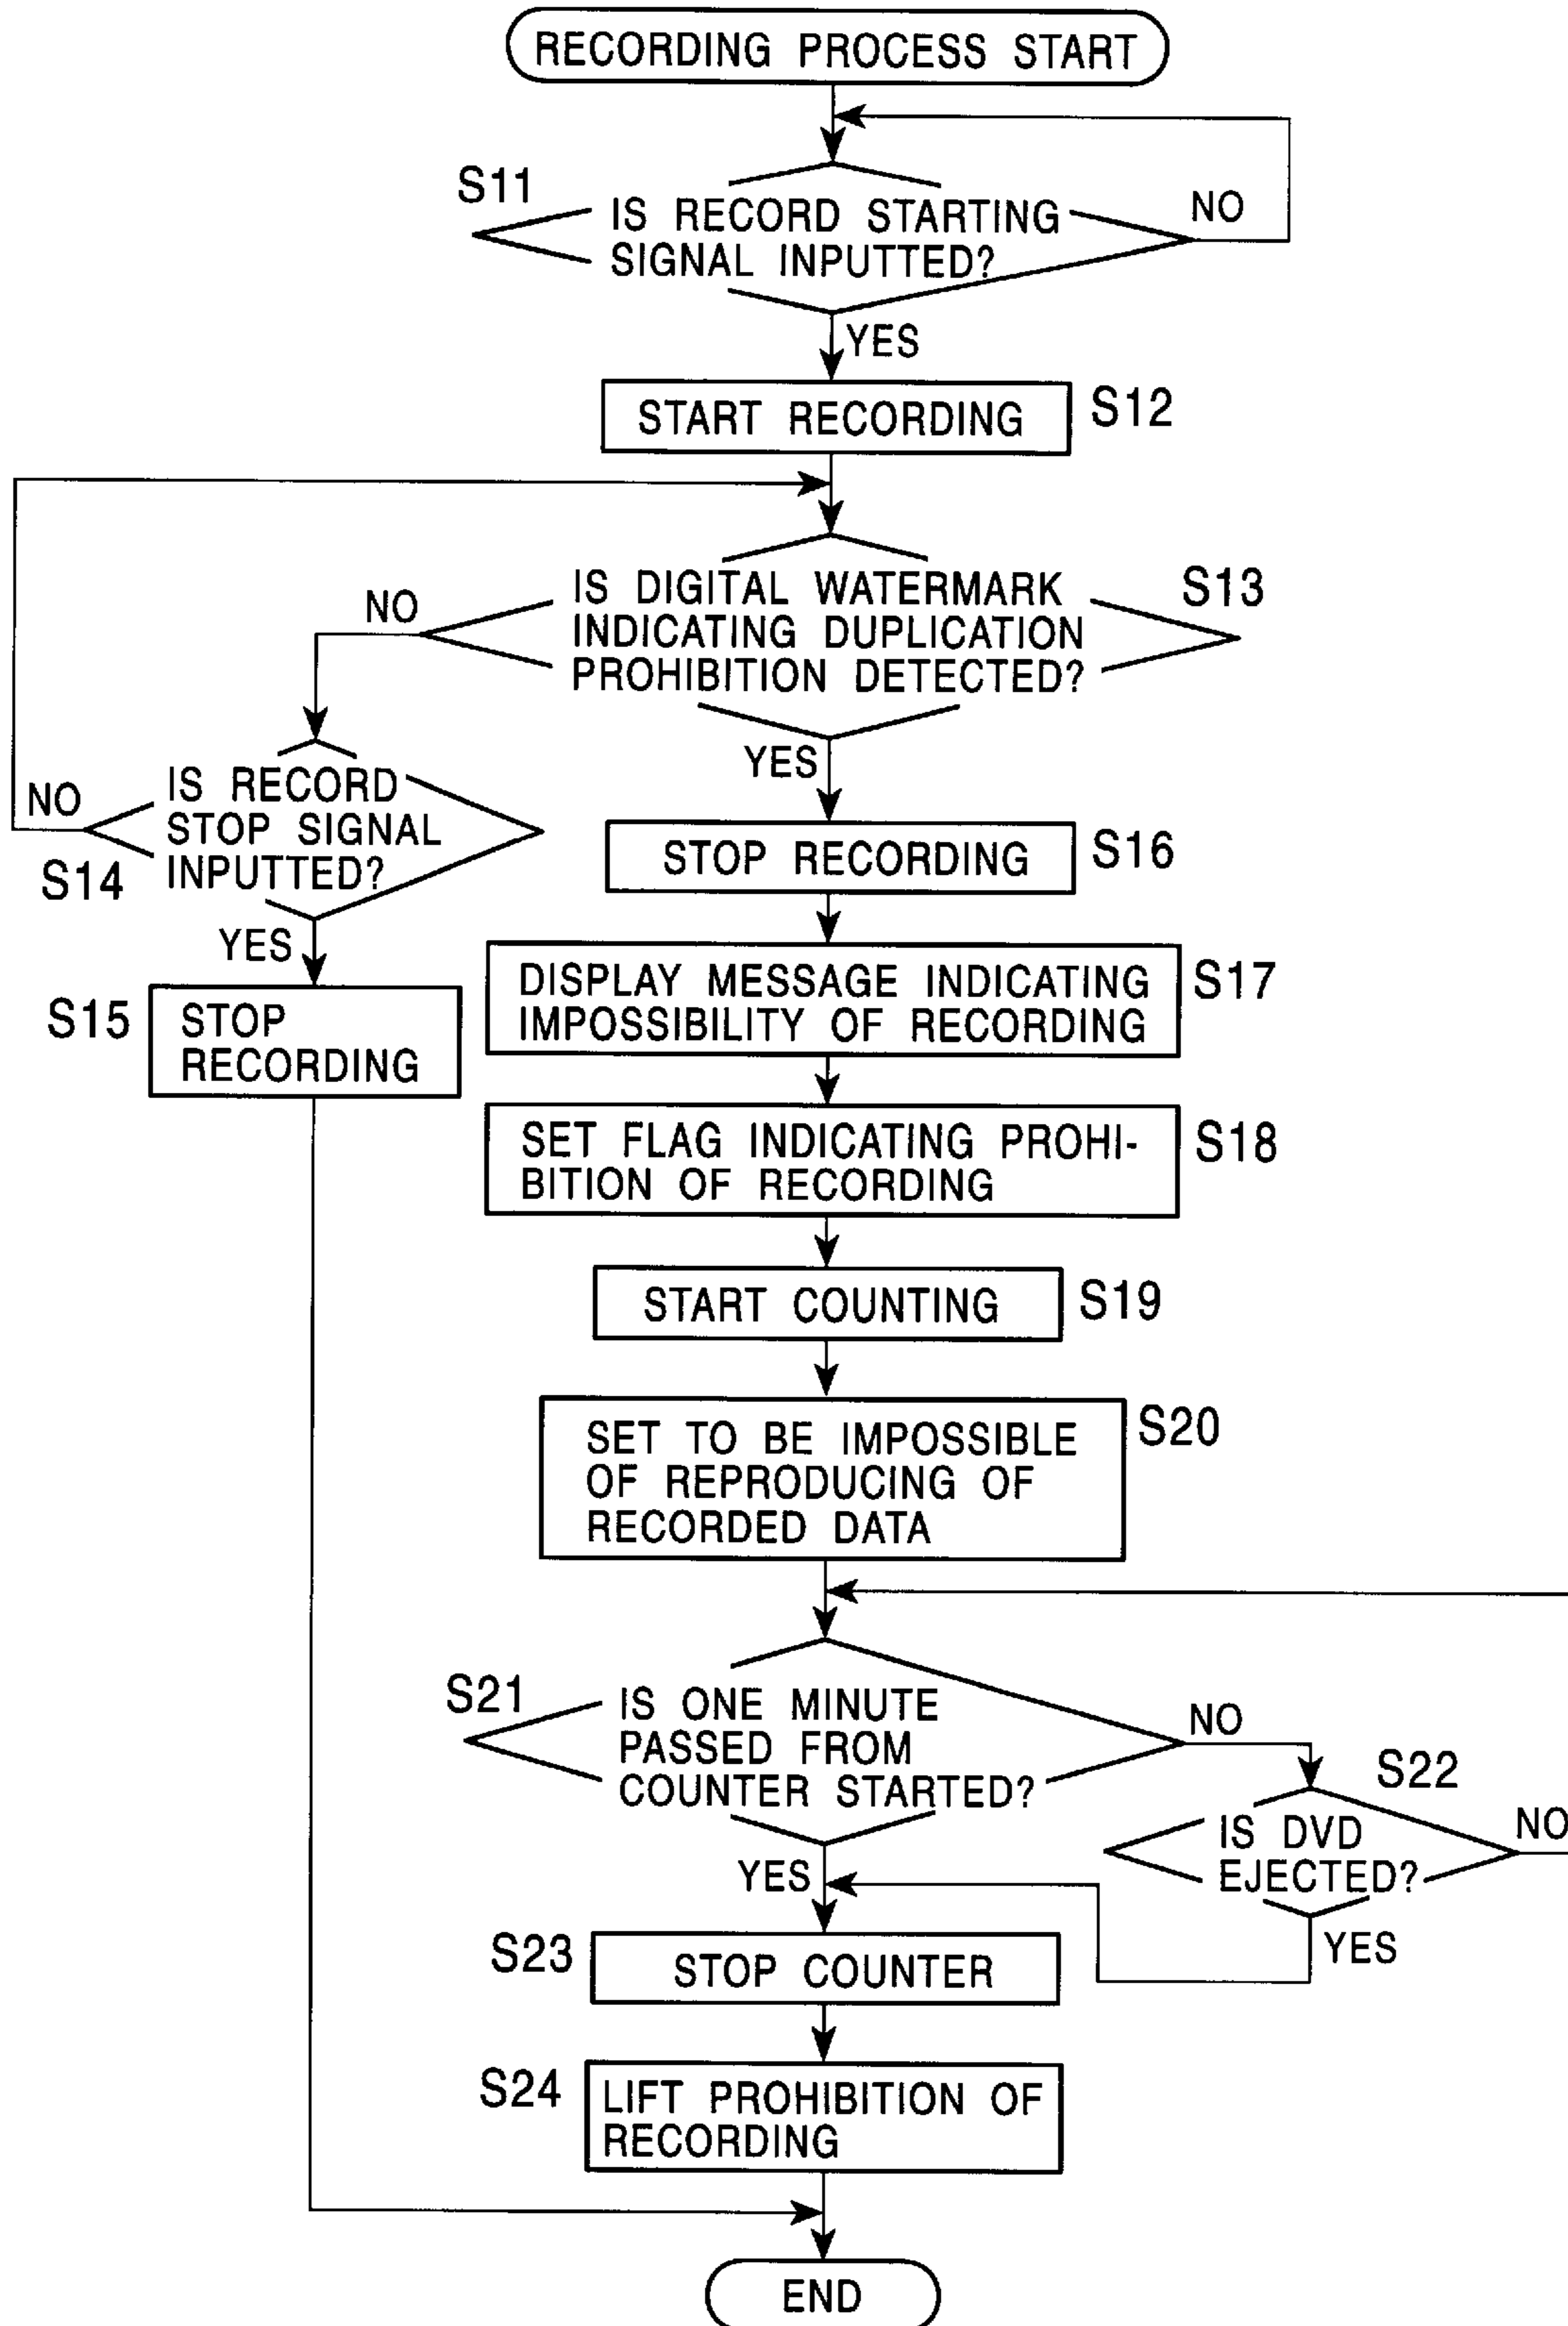 RECORDING PROCESS START
S11
IS RECORD STARTING
SIGNAL INPUTTED?
NO
YES
START RECORDING
S12
IS DIGITAL WATERMARK
INDICATING DUPLICATION
PROHIBITION DETECTED?
S13
NO
YES
IS RECORD
STOP SIGNAL
INPUTTED?
NO
S14
YES
S15
STOP
RECORDING
STOP RECORDING
S16
DISPLAY MESSAGE INDICATING
IMPOSSIBILITY OF RECORDING
S17
SET FLAG INDICATING PROHI-
BITION OF RECORDING
S18
START COUNTING
S19
SET TO BE IMPOSSIBLE
OF REPRODUCING OF
RECORDED DATA
S20
S21
IS ONE MINUTE
PASSED FROM
COUNTER STARTED?
NO
S22
IS DVD
EJECTED?
NO
YES
YES
S23
STOP COUNTER
S24
LIFT PROHIBITION OF
RECORDING
END